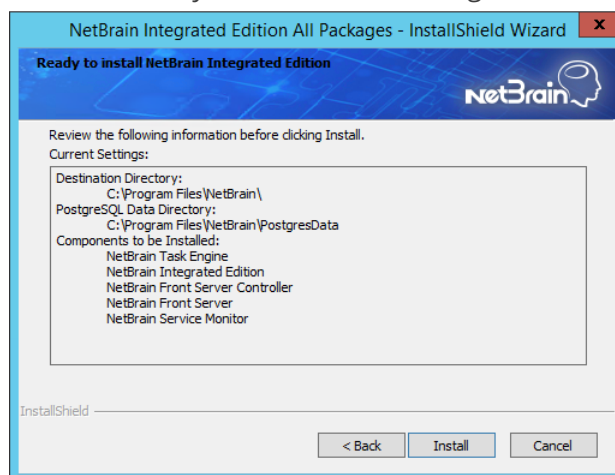 NetBrain Integrated Edition All Packages - InstallShield Wizard x
Ready to install NetBrain Integrated Edition
NetBrain
Review the following information before clicking Install.
Current Settings:
Destination Directory:
C:\Program Files\NetBrain\
PostgreSQL Data Directory:
C:\Program Files\NetBrain\PostgresData
Components to be Installed:
NetBrain Task Engine
NetBrain Integrated Edition
NetBrain Front Server Controller
NetBrain Front Server
NetBrain Service Monitor
InstallShield
< Back Install Cancel